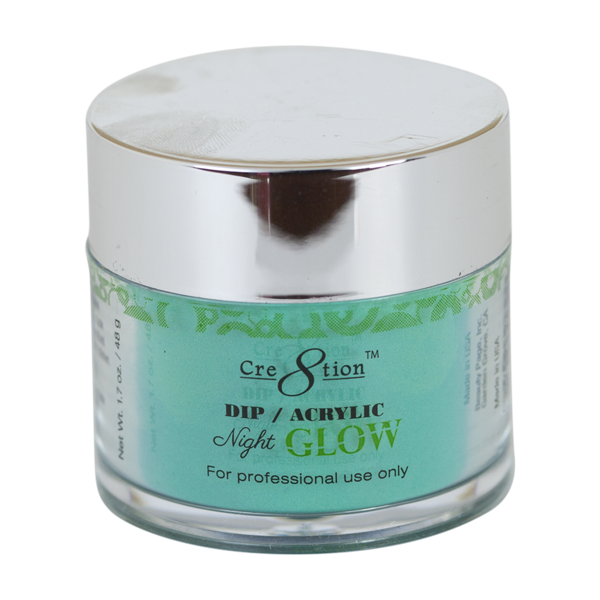 Cre8tion™
DIP / ACRYLIC
Night GLOW
For professional use only
Net Wt. 1.7 oz. / 48 g
Made in USA